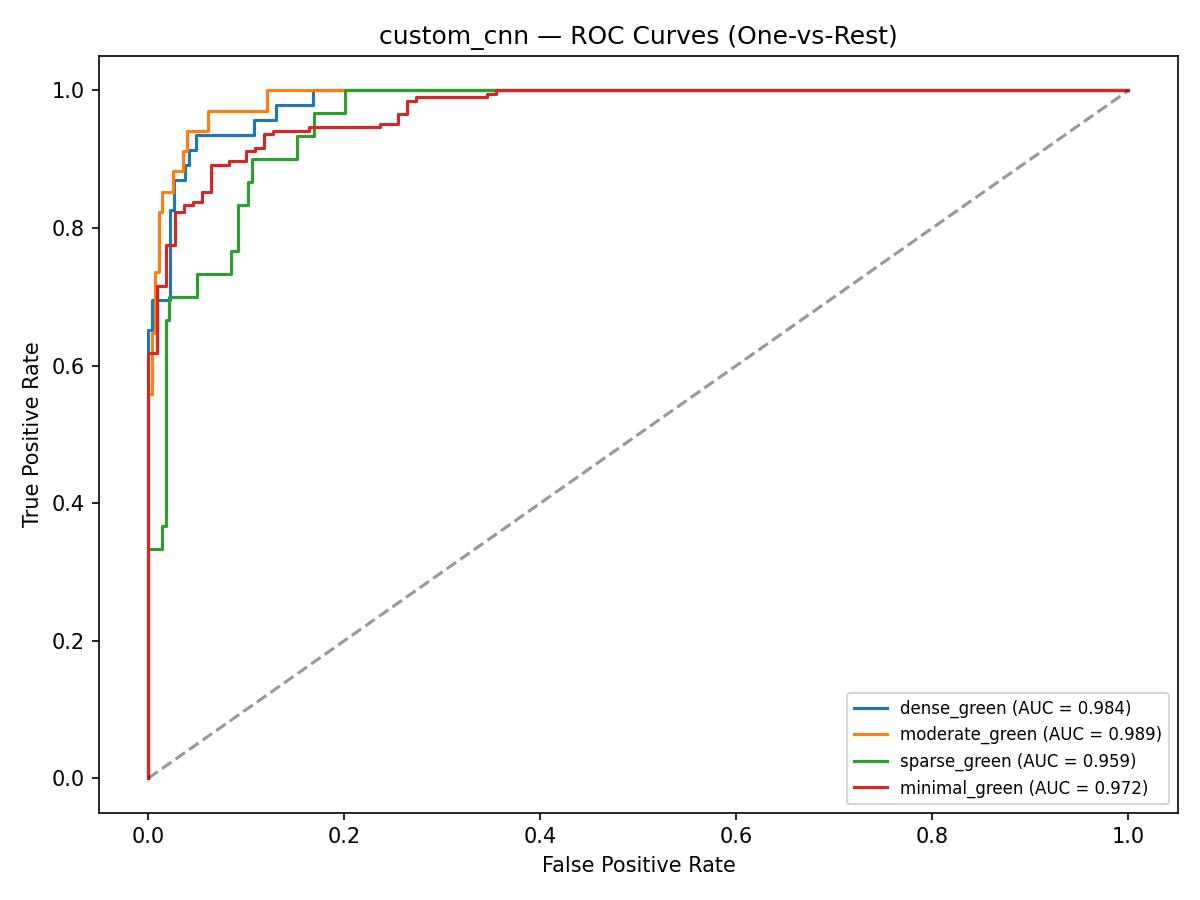 custom_cnn — ROC Curves (One-vs-Rest)
True Positive Rate
1.0
0.8
0.6
0.4
0.2
0.0
0.0 0.2 0.4 0.6 0.8 1.0
False Positive Rate
dense_green (AUC = 0.984)
moderate_green (AUC = 0.989)
sparse_green (AUC = 0.959)
minimal_green (AUC = 0.972)